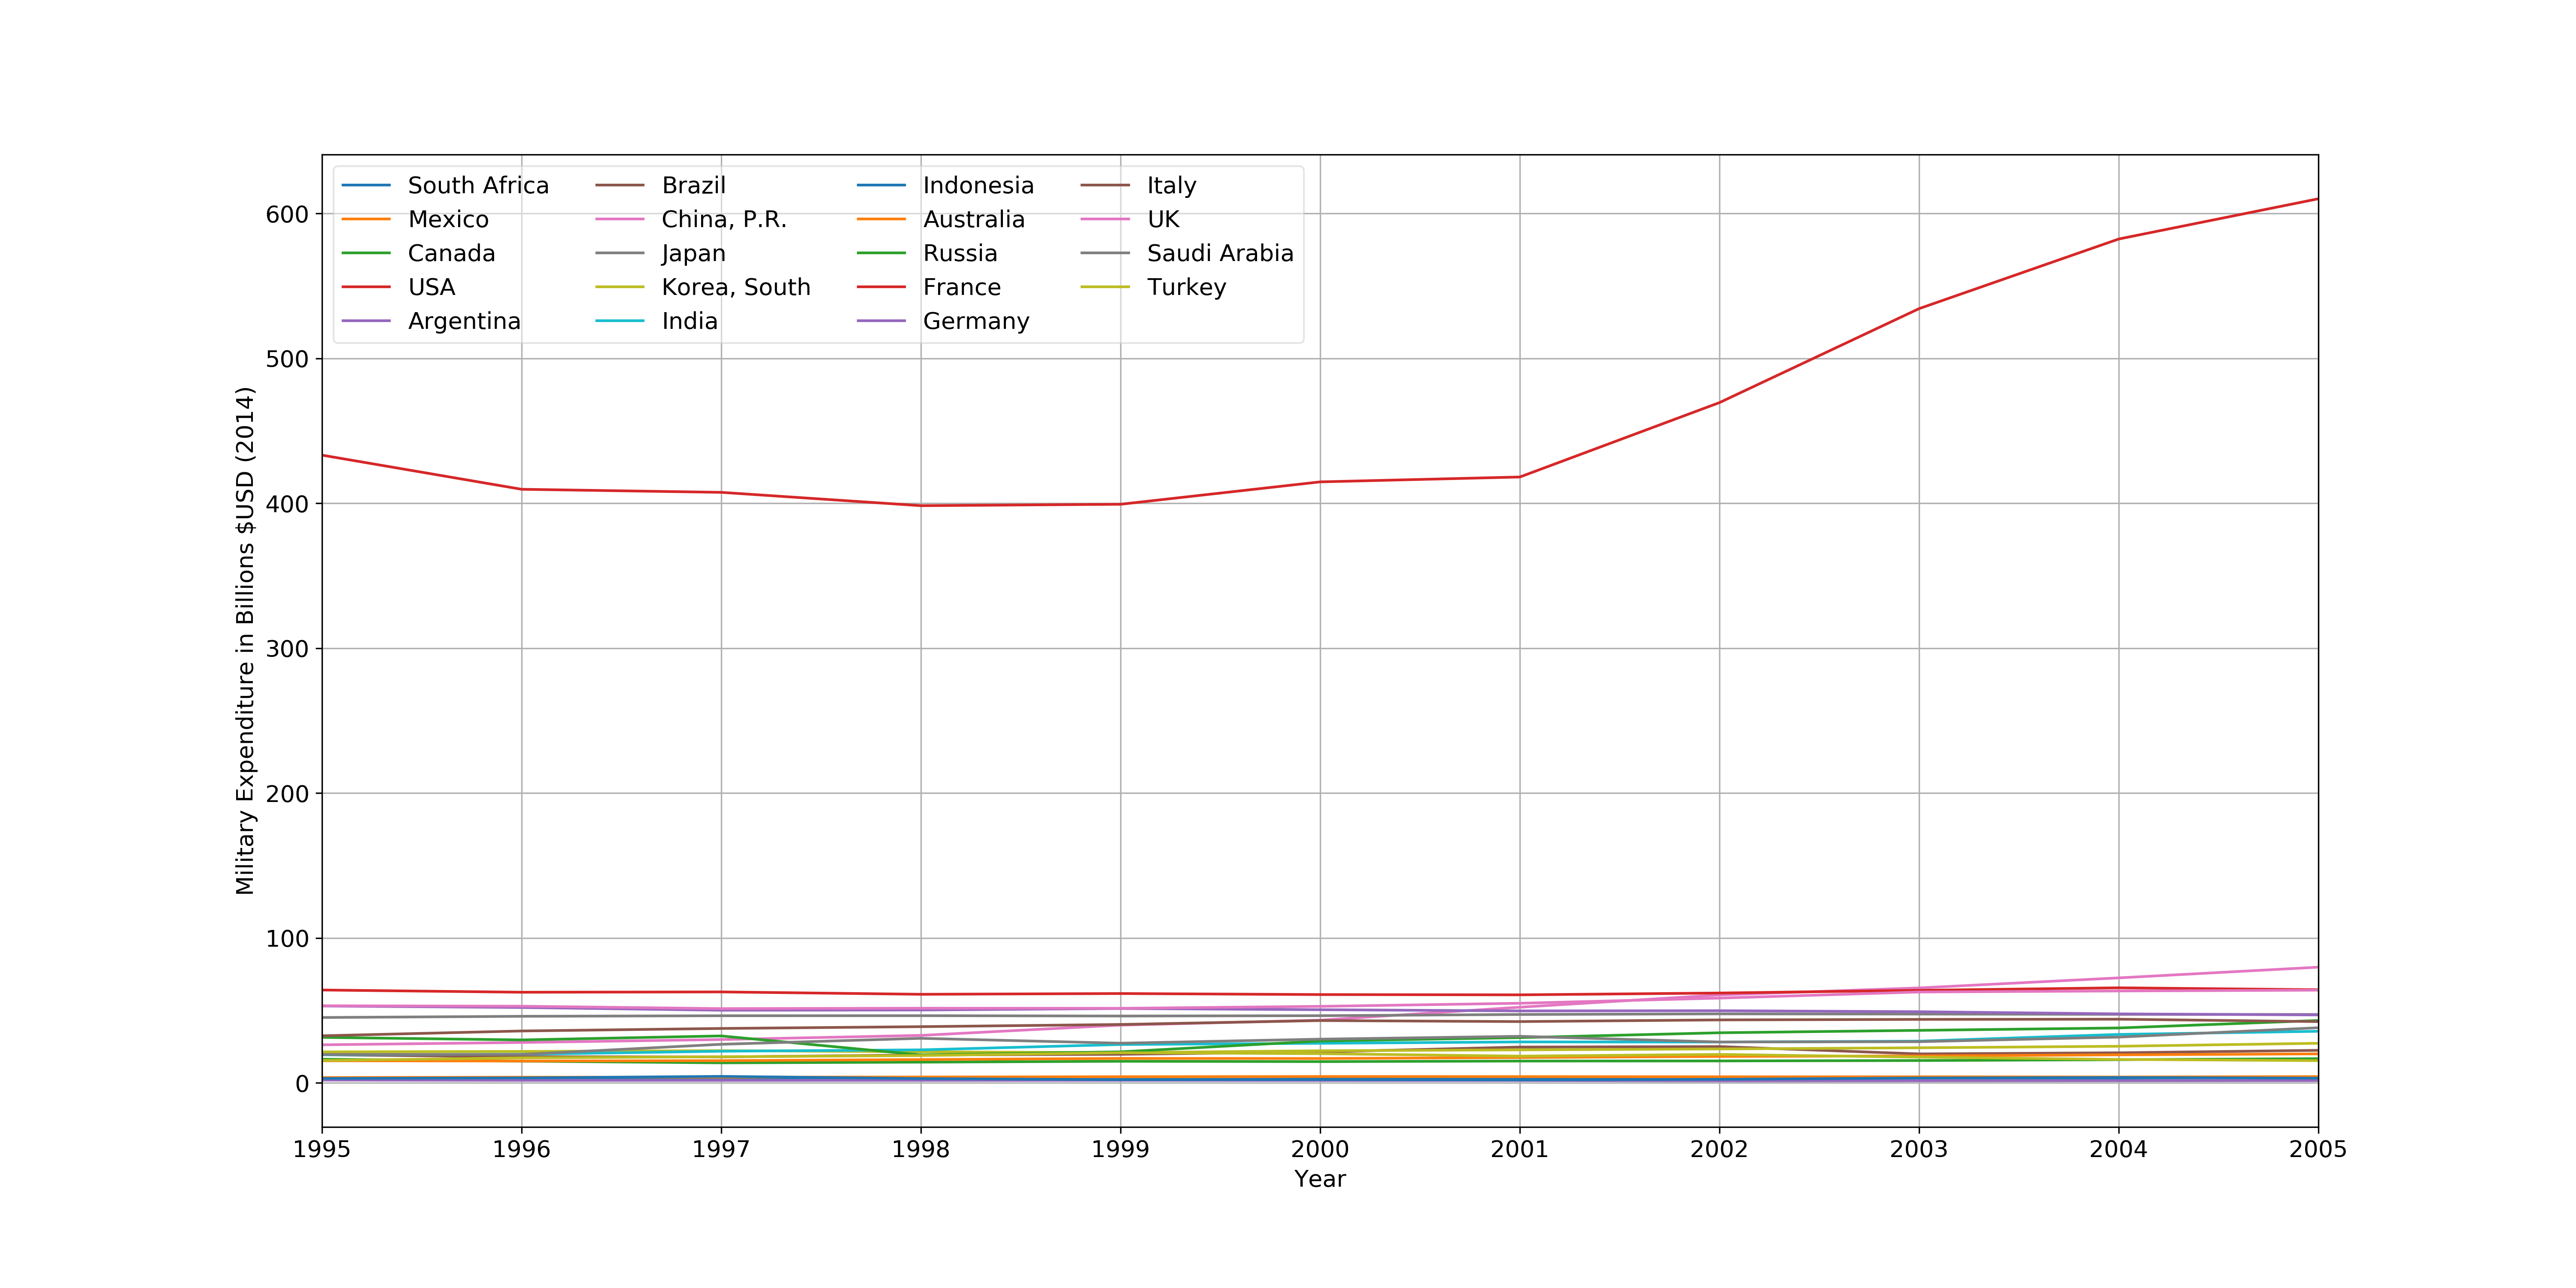 South Africa
Mexico
Canada
USA
Argentina
Brazil
China, P.R.
Japan
Korea, South
India
Indonesia
Australia
Russia
France
Germany
Italy
UK
Saudi Arabia
Turkey
600
500
400
300
200
100
0
Military Expenditure in Billions $USD (2014)
1995 1996 1997 1998 1999 2000 2001 2002 2003 2004 2005
Year